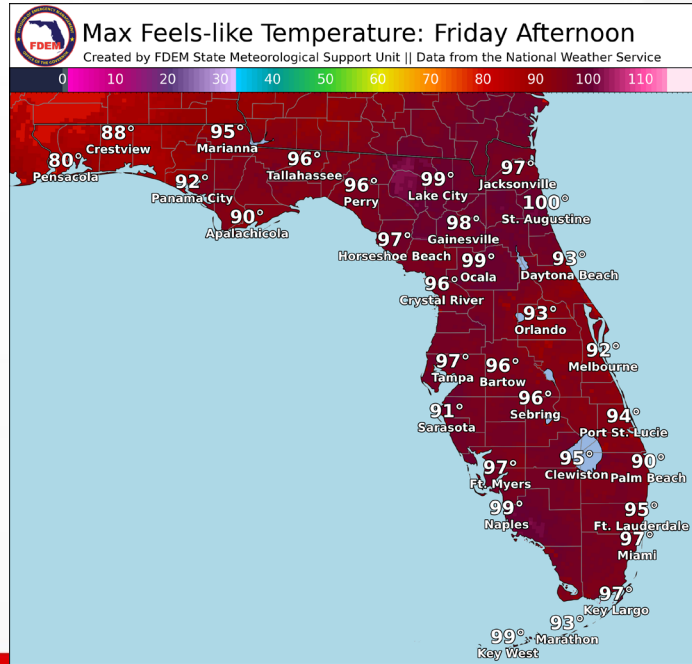 Max Feels-like Temperature: Friday Afternoon
Created by FDEM State Meteorological Support Unit || Data from the National Weather Service
FDEM
0 10 20 30 40 50 60 70 80 90 100 110
88°
Crestview
95°
Marianna
80°
Pensacola
96°
Tallahassee
97°
Jacksonville
92°
Panama City
96°
Perry
99°
Lake City
100°
St. Augustine
90°
Apalachicola
98°
Gainesville
97°
Horseshoe Beach
99°
Ocala
93°
Daytona Beach
96°
Crystal River
93°
Orlando
92°
Melbourne
97°
Tampa
96°
Bartow
96°
Sebring
91°
Sarasota
94°
Port St. Lucie
95°
Clewiston
90°
Palm Beach
97°
Ft. Myers
99°
Naples
95°
Ft. Lauderdale
97°
Miami
97°
Key Largo
93°
Marathon
99°
Key West